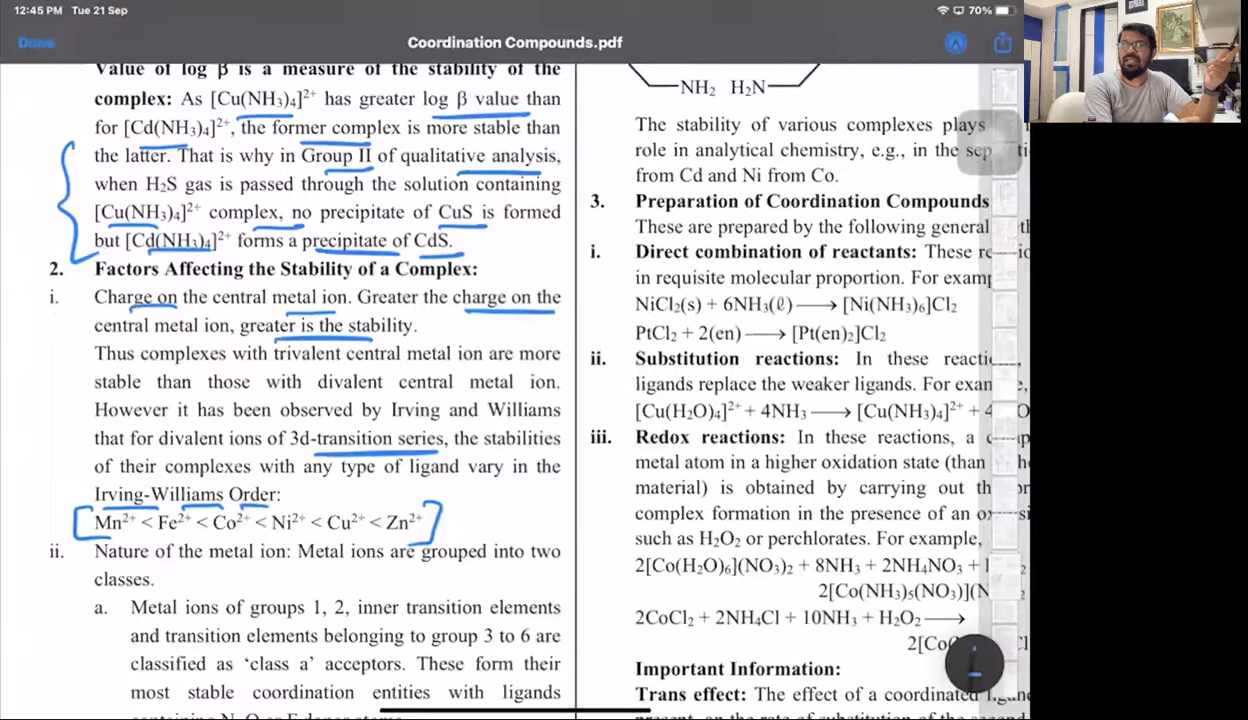 12:45 PM Tue 21 Sep
70%
Done
Coordination Compounds.pdf
Value of log β is a measure of the stability of the
complex: As [Cu(NH₃)₄]²⁺ has greater log β value than
for [Cd(NH₃)₄]²⁺, the former complex is more stable than
the latter. That is why in Group II of qualitative analysis,
when H₂S gas is passed through the solution containing
[Cu(NH₃)₄]²⁺ complex, no precipitate of CuS is formed
but [Cd(NH₃)₄]²⁺ forms a precipitate of CdS.
2. Factors Affecting the Stability of a Complex:
i. Charge on the central metal ion. Greater the charge on the
central metal ion, greater is the stability.
Thus complexes with trivalent central metal ion are more
stable than those with divalent central metal ion.
However it has been observed by Irving and Williams
that for divalent ions of 3d-transition series, the stabilities
of their complexes with any type of ligand vary in the
Irving-Williams Order:
Mn²⁺ < Fe²⁺ < Co²⁺ < Ni²⁺ < Cu²⁺ < Zn²⁺
ii. Nature of the metal ion: Metal ions are grouped into two
classes.
a. Metal ions of groups 1, 2, inner transition elements
and transition elements belonging to group 3 to 6 are
classified as ‘class a’ acceptors. These form their
most stable coordination entities with ligands
NH₂ H₂N
The stability of various complexes plays
role in analytical chemistry, e.g., in the
from Cd and Ni from Co.
3. Preparation of Coordination Compounds
These are prepared by the following general
i. Direct combination of reactants: These
in requisite molecular proportion. For
NiCl₂(s) + 6NH₃(ℓ) ⟶ [Ni(NH₃)₆]Cl₂
PtCl₂ + 2(en) ⟶ [Pt(en)₂]Cl₂
ii. Substitution reactions: In these
ligands replace the weaker ligands. For
[Cu(H₂O)₄]²⁺ + 4NH₃ ⟶ [Cu(NH₃)₄]²⁺ +
iii. Redox reactions: In these reactions, a
metal atom in a higher oxidation state (than
material) is obtained by carrying out
complex formation in the presence of an
such as H₂O₂ or perchlorates. For example,
2[Co(H₂O)₆](NO₃)₂ + 8NH₃ + 2NH₄NO₃ +
2[Co(NH₃)₅(NO₃)](N
2CoCl₂ + 2NH₄Cl + 10NH₃ + H₂O₂ ⟶
2[Co
Important Information:
Trans effect: The effect of a coordinated